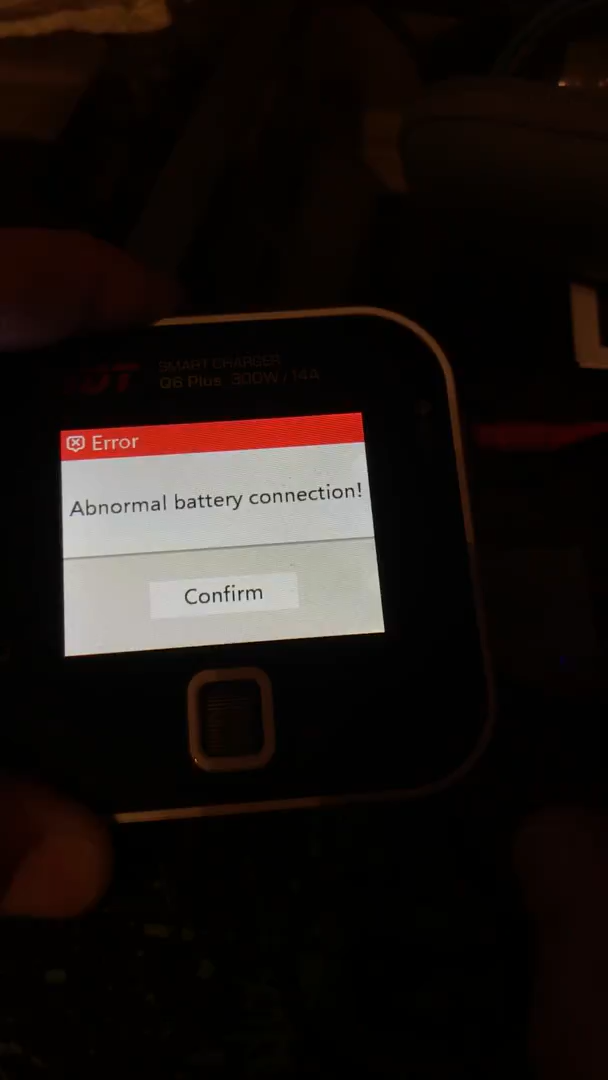 SMART CHARGER
Q6 Plus 300W / 14A
Error
Abnormal battery connection!
Confirm